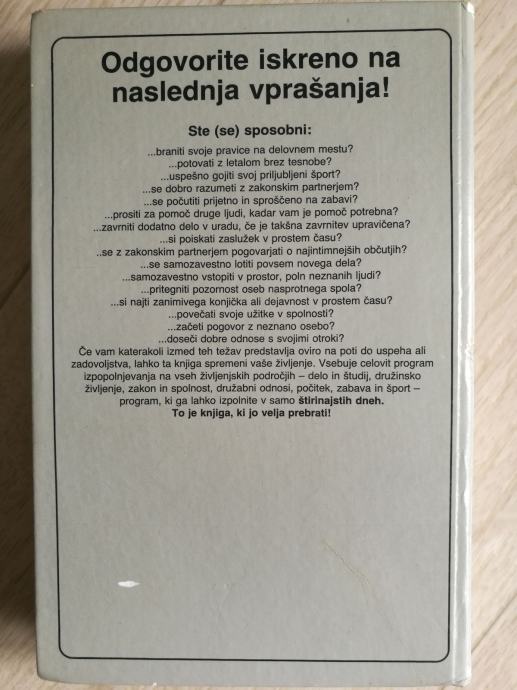 Odgovorite iskreno na
naslednja vprašanja!
Ste (se) sposobni:
...braniti svoje pravice na delovnem mestu?
...potovati z letalom brez tesnobe?
...uspešno gojiti svoj priljubljeni šport?
...se dobro razumeti z zakonskim partnerjem?
...se počutiti prijetno in sproščeno na zabavi?
...prositi za pomoč druge ljudi, kadar vam je pomoč potrebna?
...zavrniti dodatno delo v uradu, če je takšna zavrnitev upravičena?
...si poiskati zaslužek v prostem času?
..se z zakonskim partnerjem pogovarjati o najintimnejših občutjih?
...se samozavestno lotiti povsem novega dela?
...samozavestno vstopiti v prostor, poln neznanih ljudi?
...pritegniti pozornost oseb nasprotnega spola?
...si najti zanimivega konjička ali dejavnost v prostem času?
...povečati svoje užitke v spolnosti?
...začeti pogovor z neznano osebo?
...doseči dobre odnose s svojimi otroki?
Če vam katerakoli izmed teh težav predstavlja oviro na poti do uspeha ali
zadovoljstva, lahko ta knjiga spremeni vaše življenje. Vsebuje celovit program
izpopolnjevanja na vseh življenjskih področjih – delo in študij, družinsko
življenje, zakon in spolnost, družabni odnosi, počitek, zabava in šport –
program, ki ga lahko izpolnite v samo štirinajstih dneh.
To je knjiga, ki jo velja prebrati!